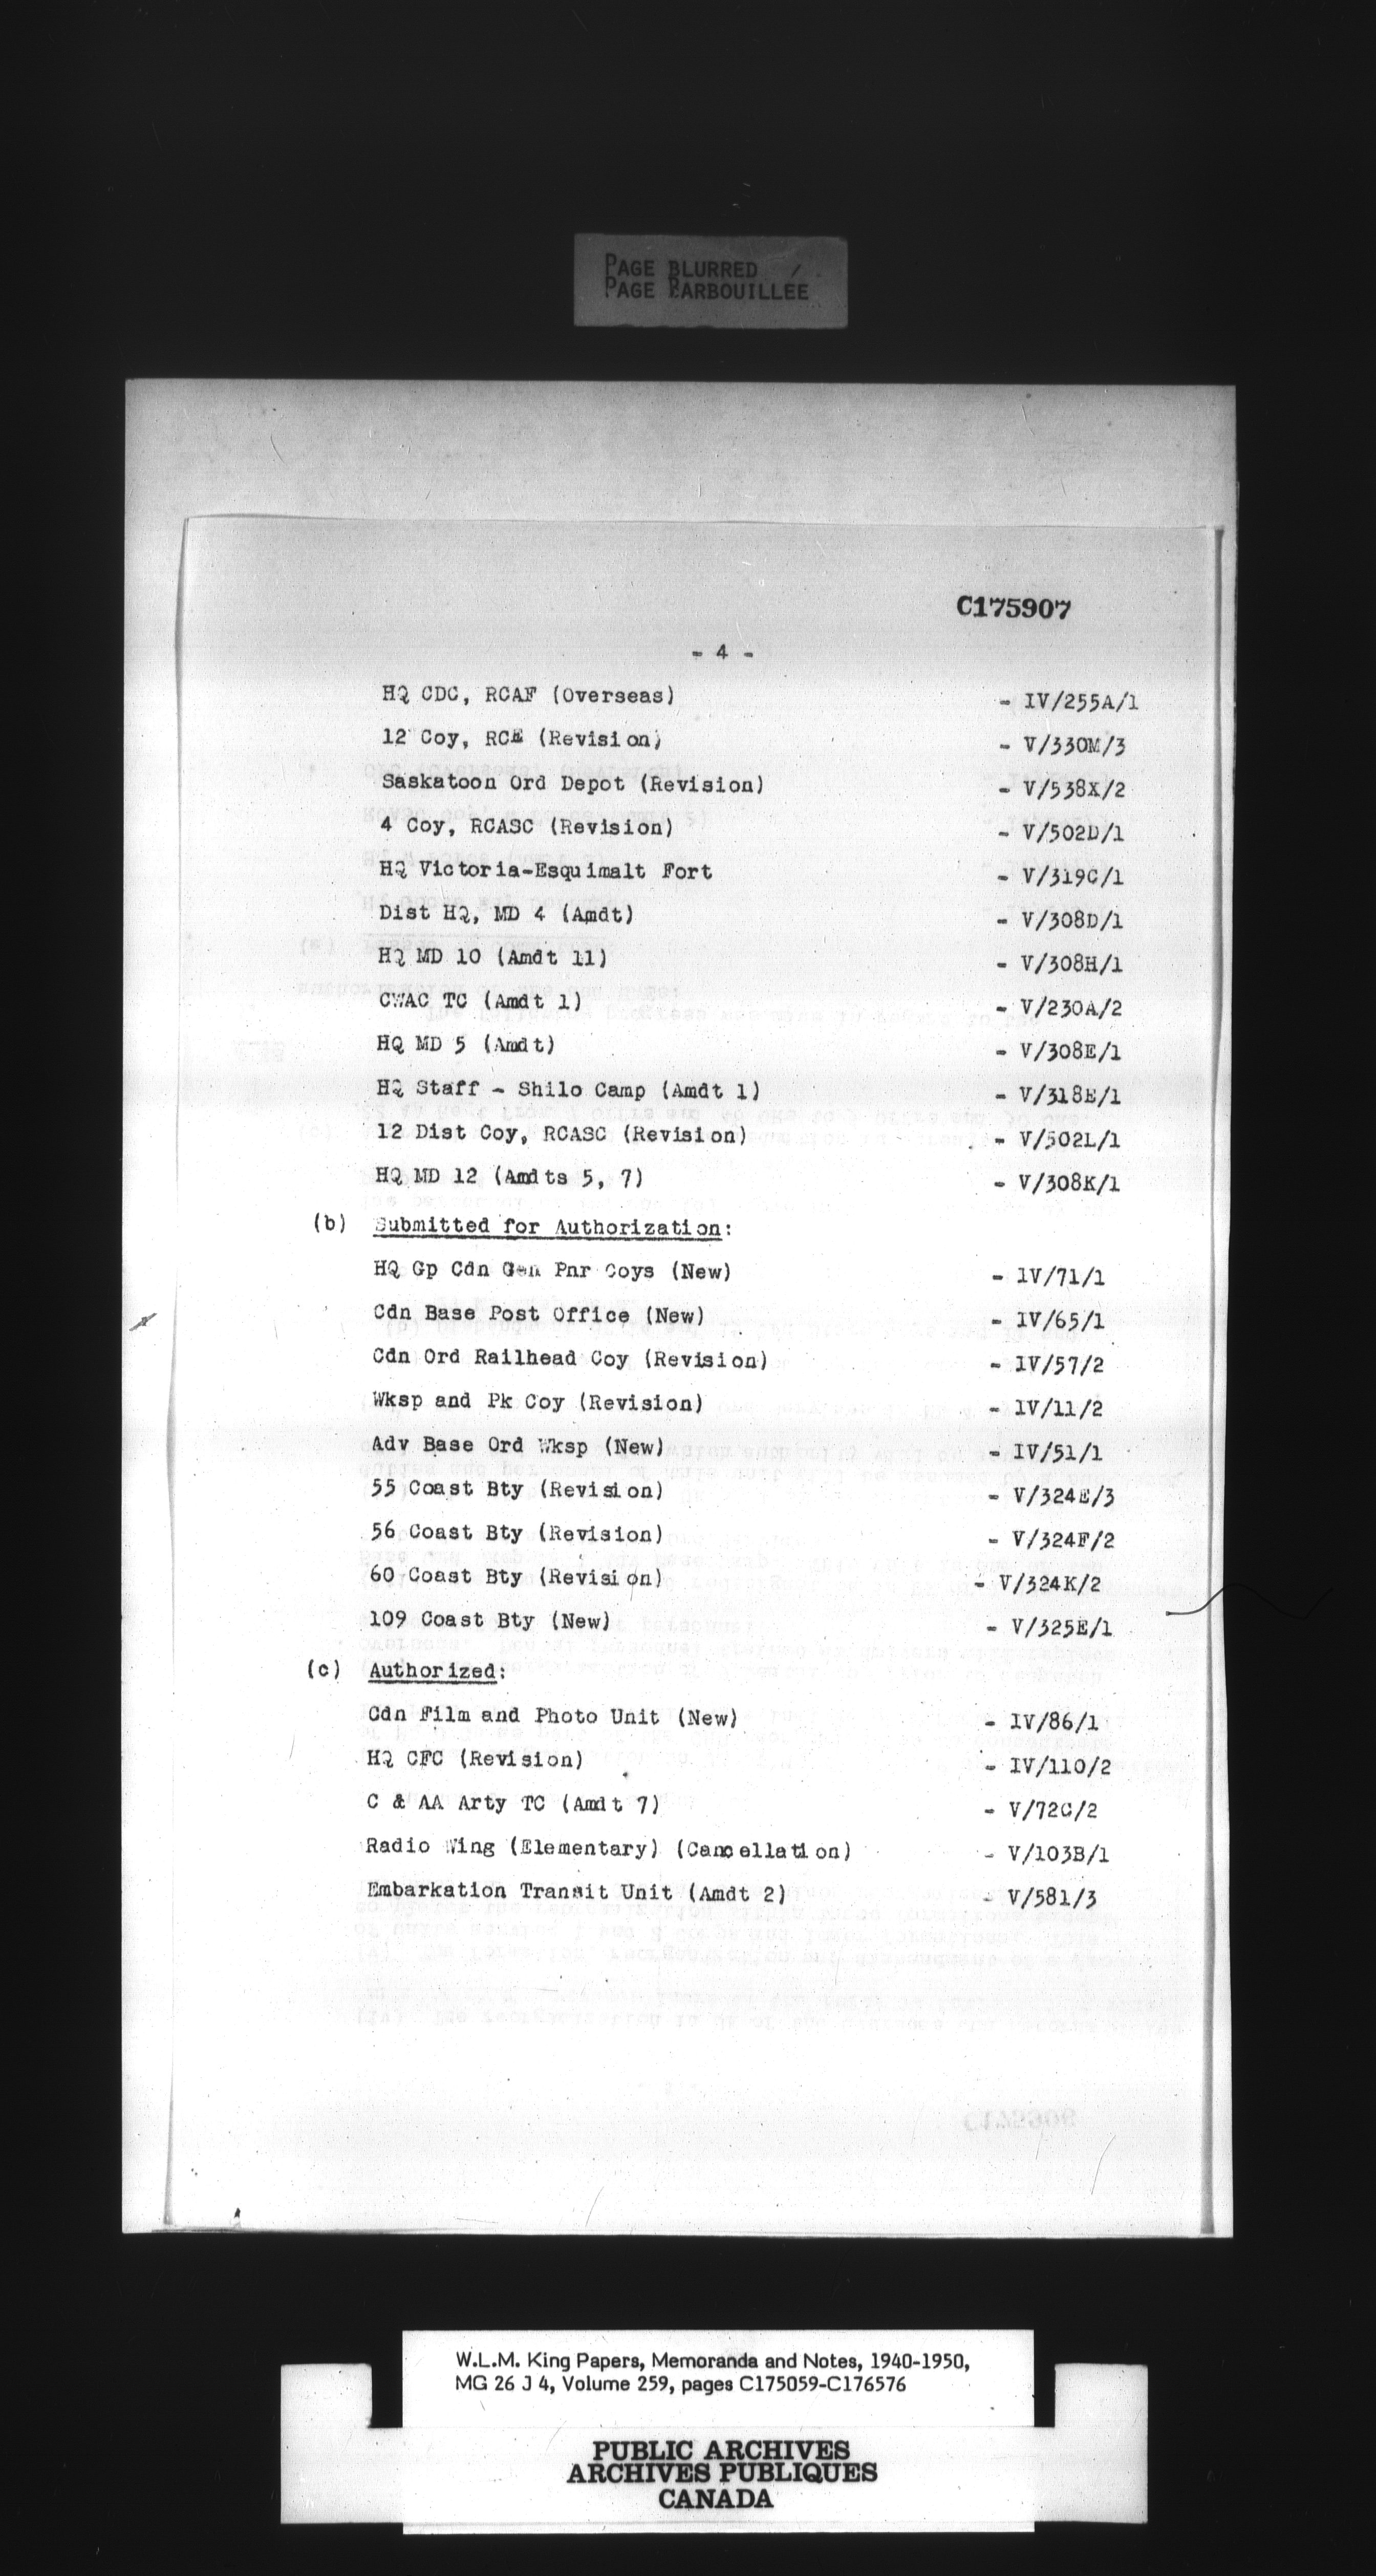 PAGE BLURRED
PAGE BARBOUILLEE
C175907
- 4 -
HQ CDC, RCAF (Overseas) - IV/255A/1
12 Coy, RCE (Revision) - V/330M/3
Saskatoon Ord Depot (Revision) - V/538X/2
4 Coy, RCASC (Revision) - V/502D/1
HQ Victoria-Esquimalt Fort - V/319C/1
Dist HQ, MD 4 (Amdt) - V/308D/1
HQ MD 10 (Amdt 11) - V/308H/1
CWAC TC (Amdt 1) - V/230A/2
HQ MD 5 (Amdt) - V/308E/1
HQ Staff - Shilo Camp (Amdt 1) - V/318E/1
12 Dist Coy, RCASC (Revision) - V/502L/1
HQ MD 12 (Amdts 5, 7) - V/308K/1
(b) Submitted for Authorization:
HQ Gp Cdn Gen Pnr Coys (New) - IV/71/1
Cdn Base Post Office (New) - IV/65/1
Cdn Ord Railhead Coy (Revision) - IV/57/2
Wksp and Pk Coy (Revision) - IV/11/2
Adv Base Ord Wksp (New) - IV/51/1
55 Coast Bty (Revision) - V/324E/3
56 Coast Bty (Revision) - V/324F/2
60 Coast Bty (Revision) - V/324K/2
109 Coast Bty (New) - V/325E/1
(c) Authorized:
Cdn Film and Photo Unit (New) - IV/86/1
HQ CFC (Revision) - IV/110/2
C & AA Arty TC (Amdt 7) - V/72C/2
Radio Wing (Elementary) (Cancellation) - V/103B/1
Embarkation Transit Unit (Amdt 2) - V/581/3
W.L.M. King Papers, Memoranda and Notes, 1940-1950,
MG 26 J 4, Volume 259, pages C175059-C176576
PUBLIC ARCHIVES
ARCHIVES PUBLIQUES
CANADA